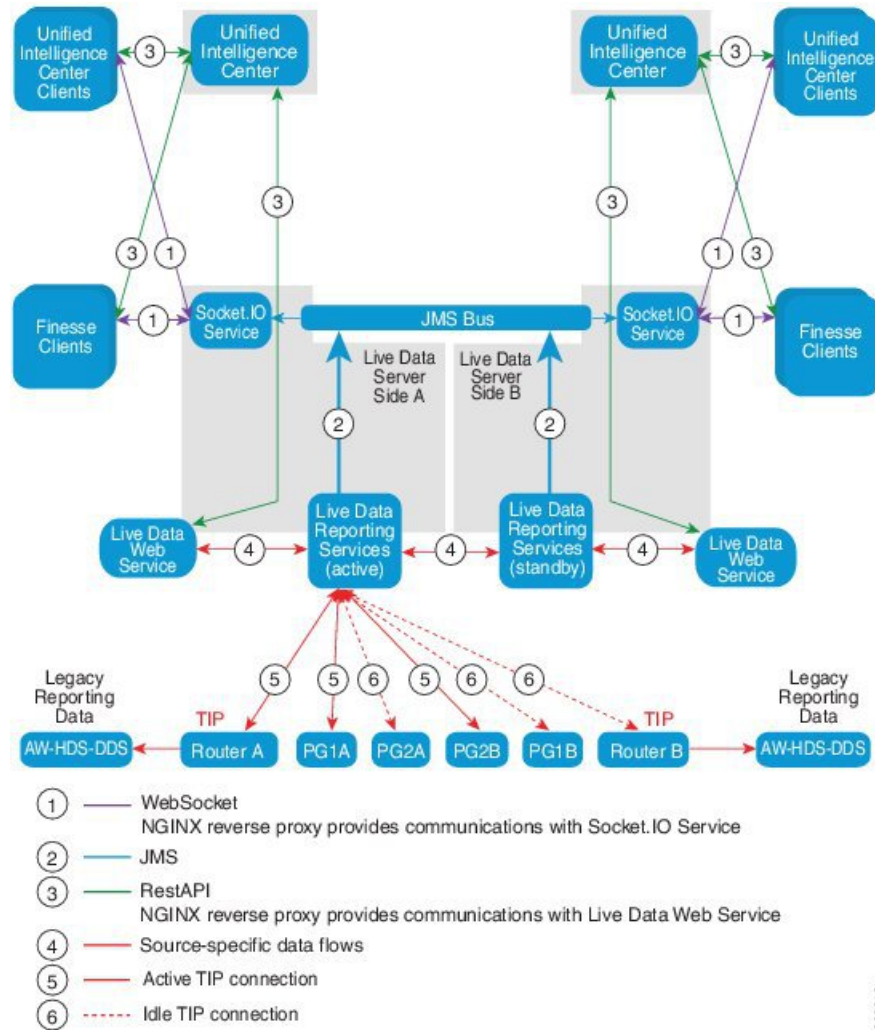 Unified
Intelligence
Center
Clients
3
Unified
Intelligence
Center
Unified
Intelligence
Center
3
Unified
Intelligence
Center
Clients
3
3
3
1
1
3
Finesse
Clients
1
Socket.IO
Service
JMS Bus
Socket.IO
Service
1
Finesse
Clients
Live Data
Server
Side A
Live Data
Server
Side B
2
2
Live Data
Web
Service
4
Live Data
Reporting
Services
(active)
4
Live Data
Reporting
Services
(standby)
4
Live Data
Web
Service
5
5
6
5
6
6
Legacy
Reporting
Data
TIP
TIP
Legacy
Reporting
Data
AW-HDS-DDS
Router A
PG1A
PG2A
PG2B
PG1B
Router B
AW-HDS-DDS
1 WebSocket
NGINX reverse proxy provides communications with Socket.IO Service
2 JMS
3 RestAPI
NGINX reverse proxy provides communications with Live Data Web Service
4 Source-specific data flows
5 Active TIP connection
6 Idle TIP connection